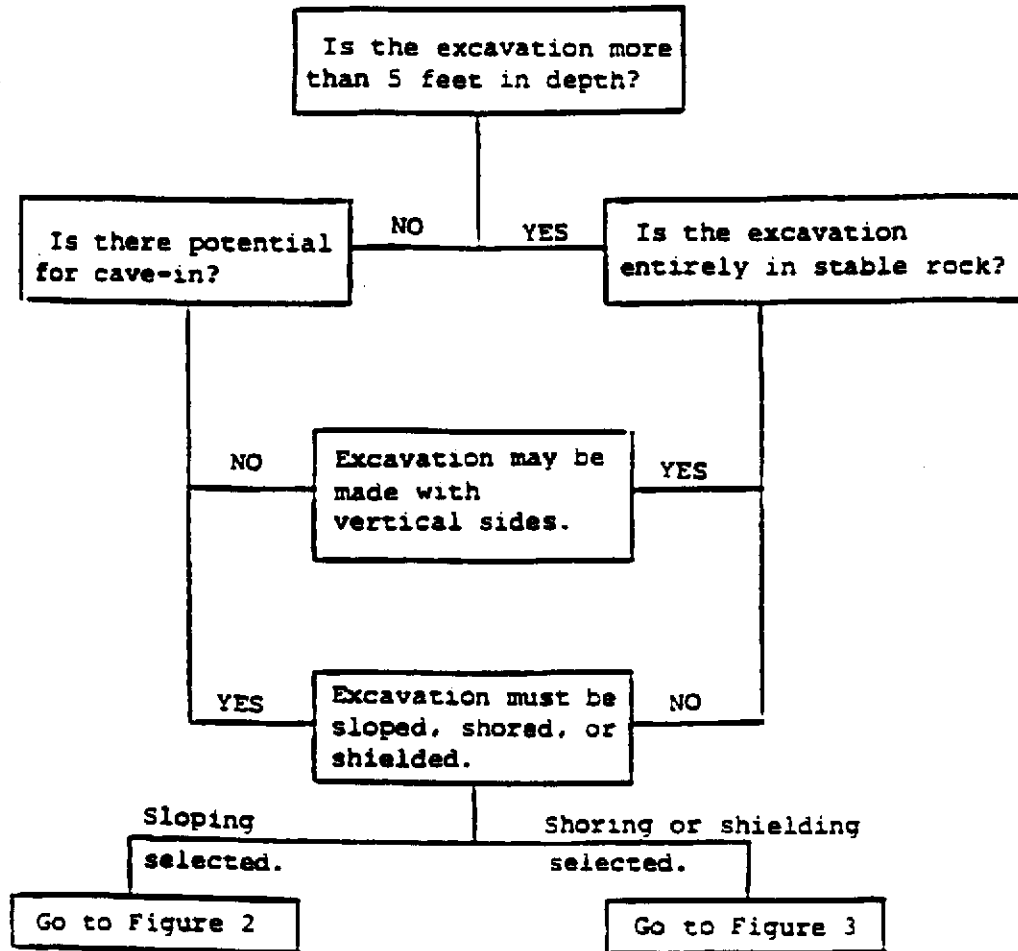 Is the excavation more
than 5 feet in depth?
NO
YES
Is there potential
for cave-in?
Is the excavation
entirely in stable rock?
NO
Excavation may be
made with
vertical sides.
YES
YES
Excavation must be
sloped, shored, or
shielded.
NO
Sloping
selected.
Shoring or shielding
selected.
Go to Figure 2
Go to Figure 3